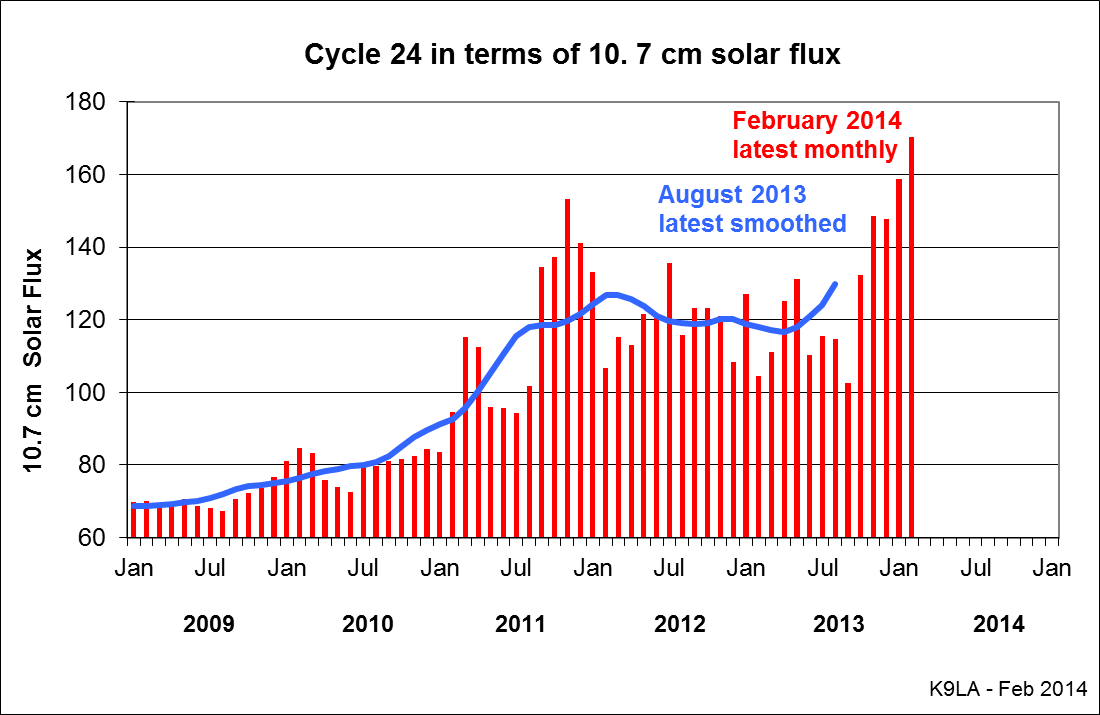 Cycle 24 in terms of 10. 7 cm solar flux
180
160
140
120
100
80
60
10.7 cm Solar Flux
February 2014
latest monthly
August 2013
latest smoothed
Jan Jul Jan Jul Jan Jul Jan Jul Jan Jul Jan Jul Jan
2009 2010 2011 2012 2013 2014
K9LA - Feb 2014